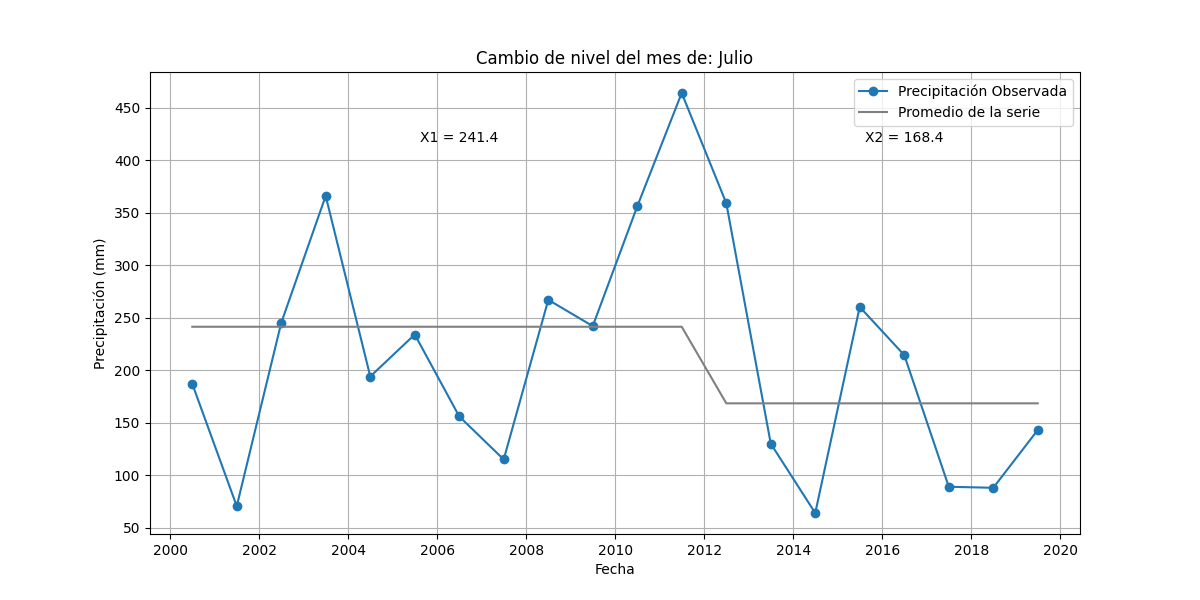 Cambio de nivel del mes de: Julio
Precipitación Observada
Promedio de la serie
X1 = 241.4
X2 = 168.4
Precipitación (mm)
450
400
350
300
250
200
150
100
50
2000 2002 2004 2006 2008 2010 2012 2014 2016 2018 2020
Fecha